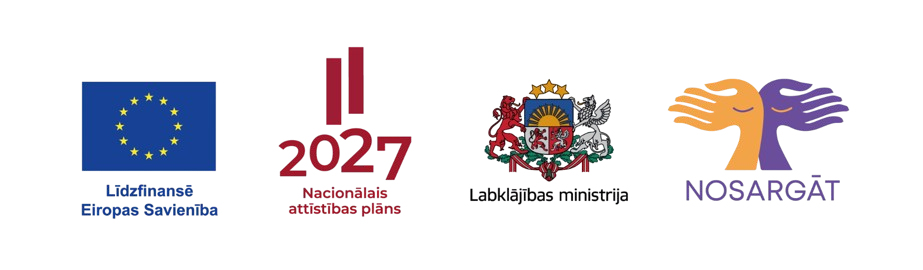 Līdzfinansē
Eiropas Savienība
2027
Nacionālais
attīstības plāns
Labklājības ministrija
NOSARGĀT